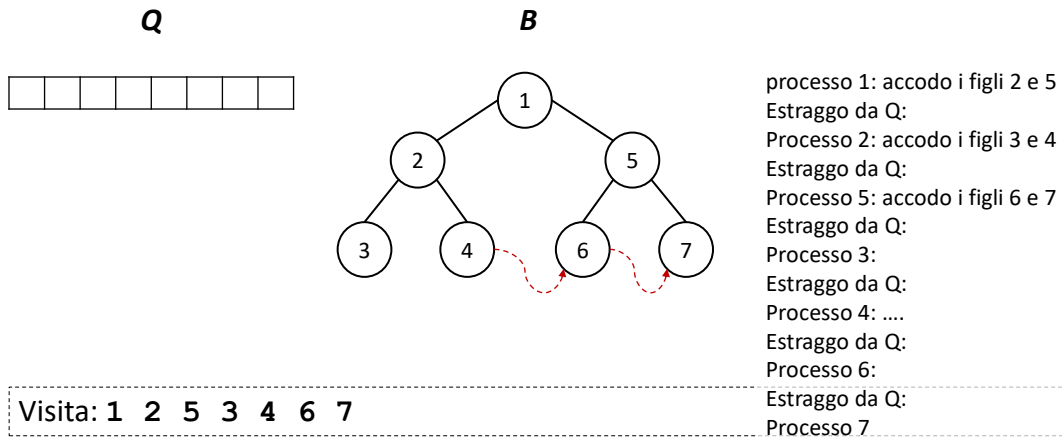 Q
B
1
2 5
3 4 6 7
processo 1: accodo i figli 2 e 5
Estraggo da Q:
Processo 2: accodo i figli 3 e 4
Estraggo da Q:
Processo 5: accodo i figli 6 e 7
Estraggo da Q:
Processo 3:
Estraggo da Q:
Processo 4: ….
Estraggo da Q:
Processo 6:
Estraggo da Q:
Processo 7
Visita: 1 2 5 3 4 6 7